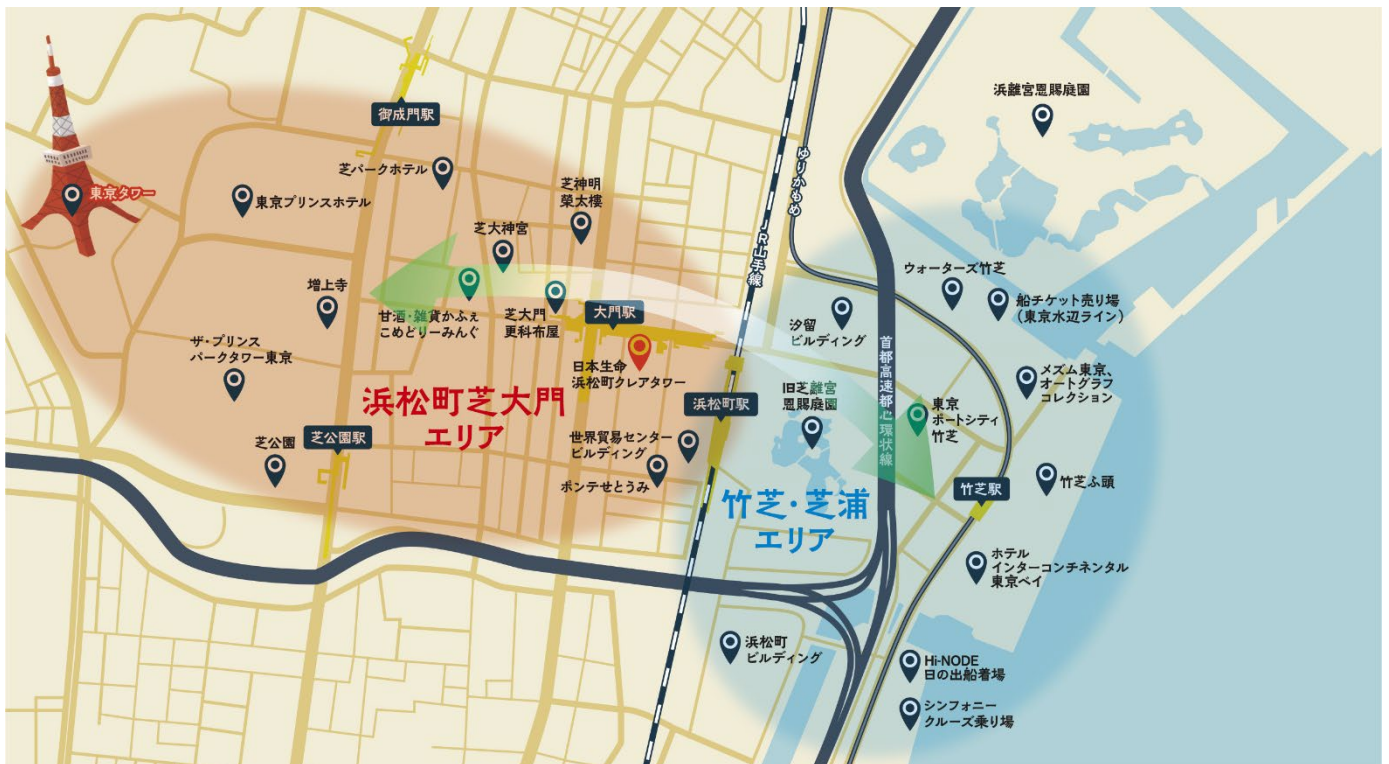 浜離宮恩賜庭園
御成門駅
ゆりかもめ
芝パークホテル
芝神明
榮太樓
東京タワー
東京プリンスホテル
芝大神宮
JR山手線
ウォーターズ竹芝
増上寺
甘酒・雑貨かふぇ
こめどりーみんぐ
芝大門
更科布屋
大門駅
汐留
ビルディング
船チケット売り場
(東京水辺ライン)
首都高速都心環状線
ザ・プリンス
パークタワー東京
日本生命
浜松町クレアタワー
メズム東京、
オートグラフ
コレクション
浜松町芝大門
エリア
浜松町駅
旧芝離宮
恩賜庭園
東京
ポートシティ
竹芝
芝公園
芝公園駅
世界貿易センター
ビルディング
ポンテせとうみ
竹芝・芝浦
エリア
竹芝駅
竹芝ふ頭
ホテル
インターコンチネンタル
東京ベイ
浜松町
ビルディング
Hi-NODE
日の出船着場
シンフォニー
クルーズ乗り場